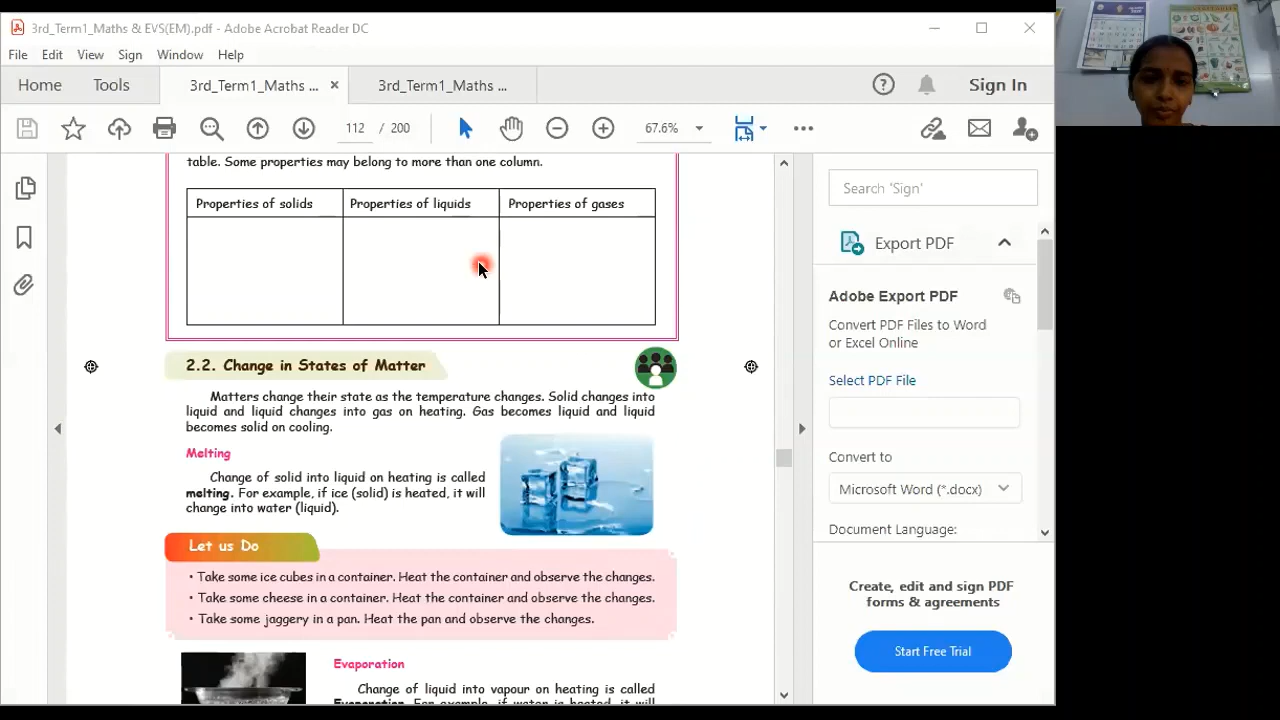 3rd_Term1_Maths & EVS(EM).pdf - Adobe Acrobat Reader DC
File Edit View Sign Window Help
Home Tools 3rd_Term1_Maths ... × 3rd_Term1_Maths ... Sign In
112 / 200 67.6%
table. Some properties may belong to more than one column.
Properties of solids Properties of liquids Properties of gases
2.2. Change in States of Matter
Matters change their state as the temperature changes. Solid changes into
liquid and liquid changes into gas on heating. Gas becomes liquid and liquid
becomes solid on cooling.
Melting
Change of solid into liquid on heating is called
melting. For example, if ice (solid) is heated, it will
change into water (liquid).
Let us Do
• Take some ice cubes in a container. Heat the container and observe the changes.
• Take some cheese in a container. Heat the container and observe the changes.
• Take some jaggery in a pan. Heat the pan and observe the changes.
Evaporation
Change of liquid into vapour on heating is called
Evaporation. For example, if water is heated, it will
Search 'Sign'
Export PDF
Adobe Export PDF
Convert PDF Files to Word
or Excel Online
Select PDF File
Convert to
Microsoft Word (*.docx)
Document Language:
Create, edit and sign PDF
forms & agreements
Start Free Trial